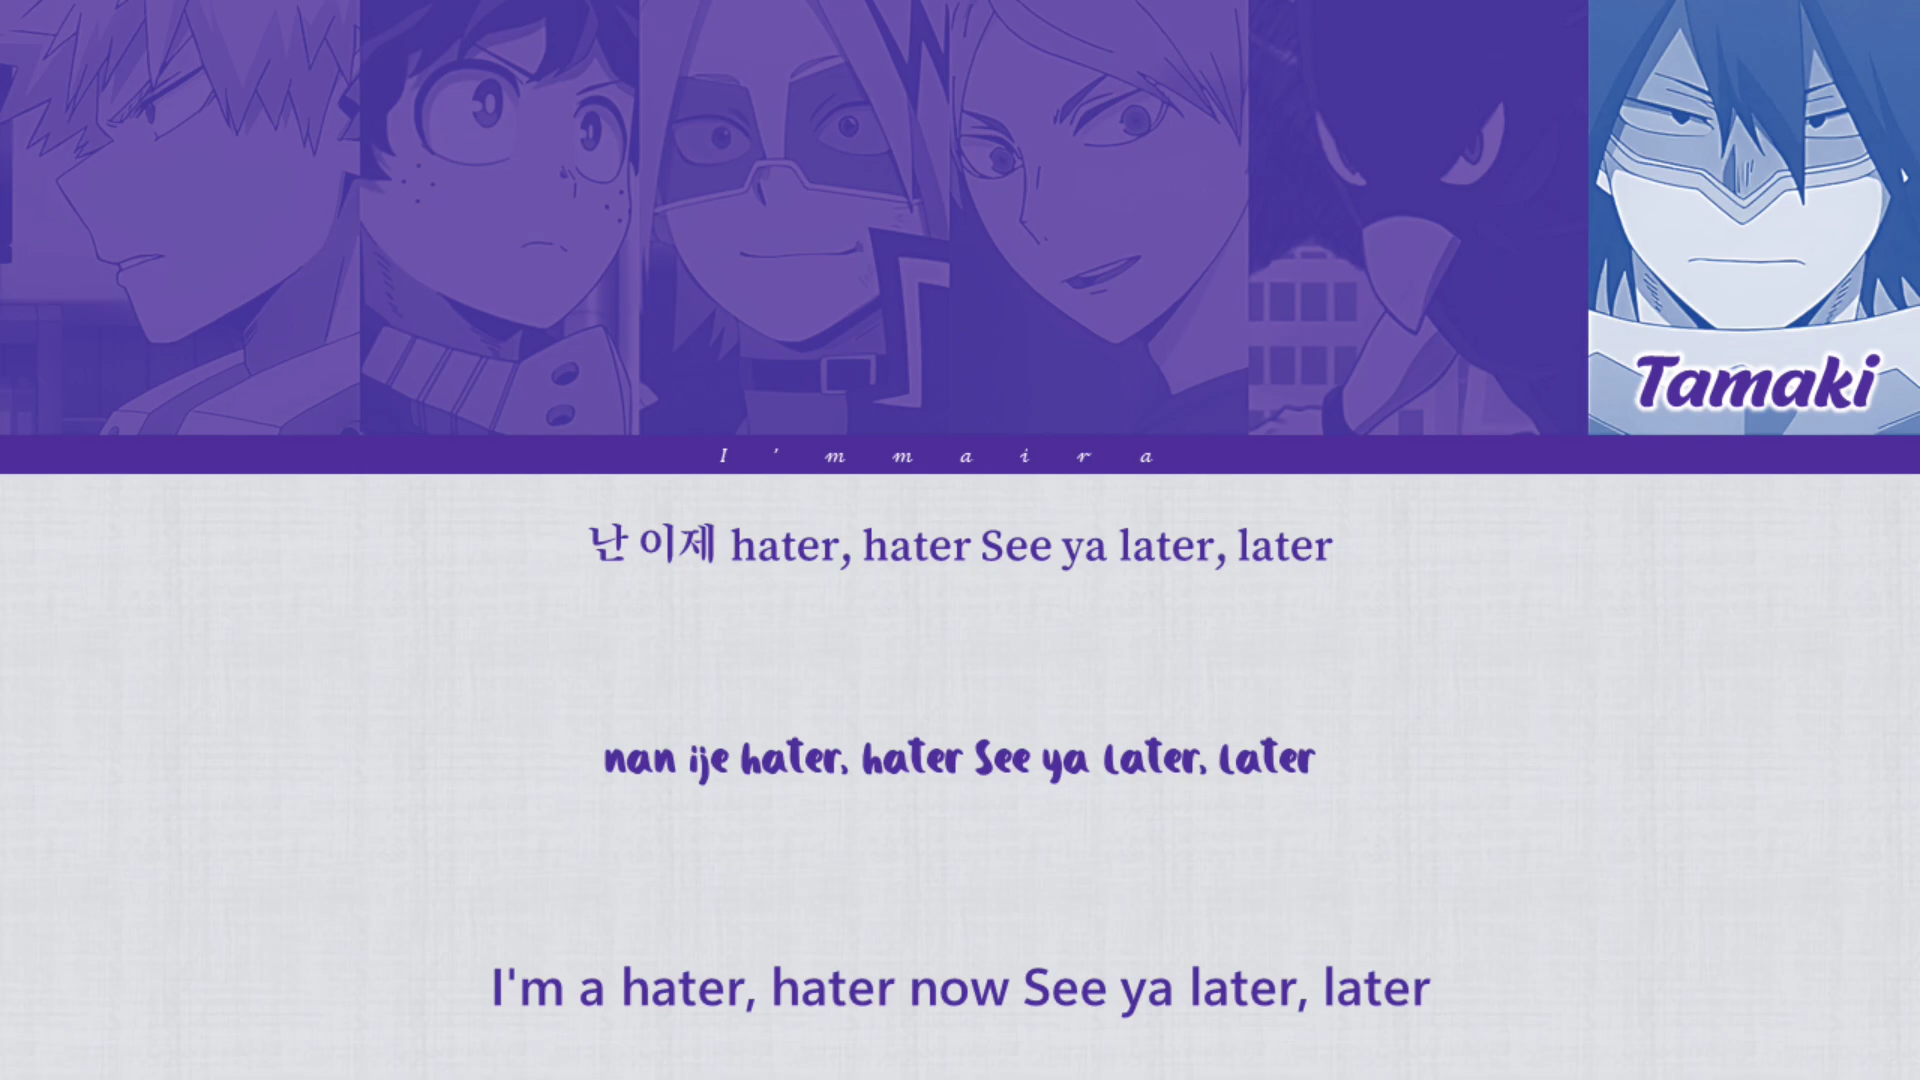 Tamaki
I'mmaira
난 이제 hater, hater See ya later, later
nan ije hater, hater See ya later, later
I'm a hater, hater now See ya later, later